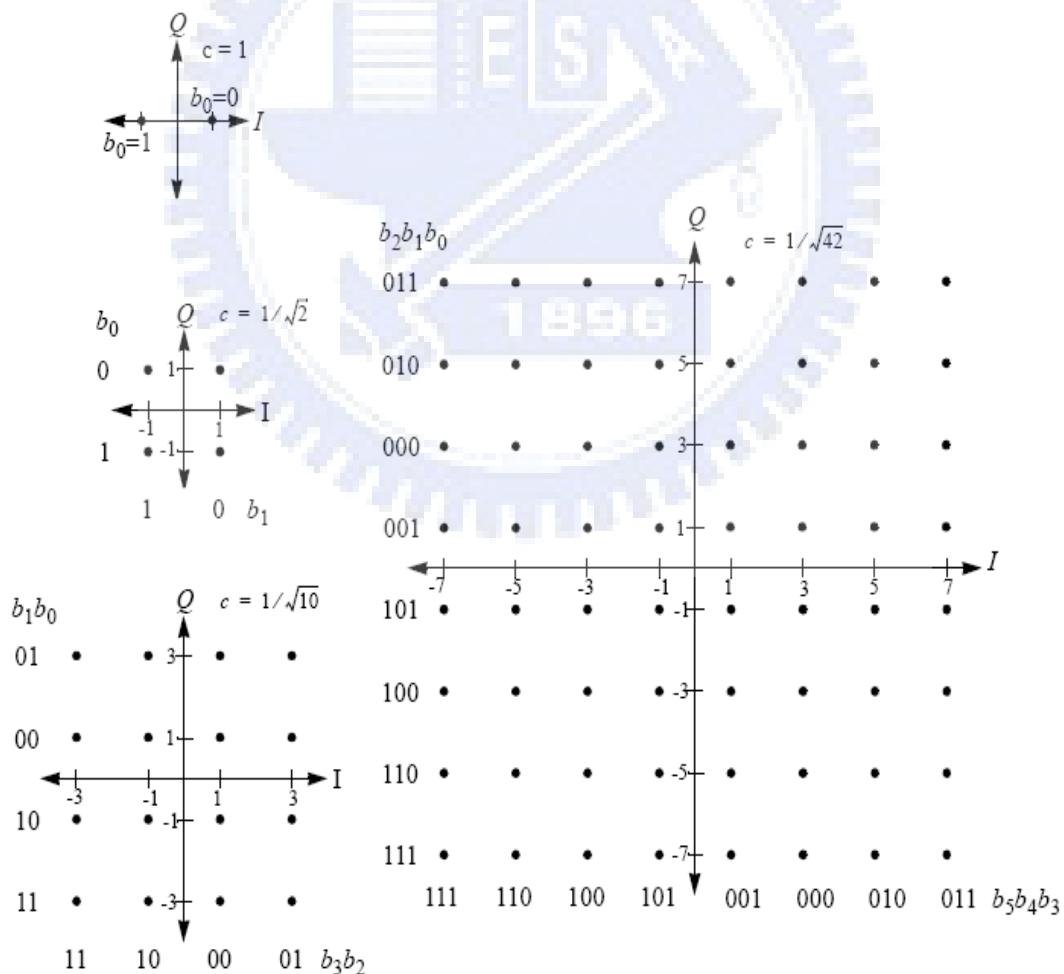 Q
c = 1
b₀=0
I
b₀=1
E S A
1896
b₀
Q c = 1/√2
0 1
I
-1 1
1 -1
1 0 b₁
b₂b₁b₀
Q
c = 1/√42
011 7
010 5
000 3
001 1
I
-7 -5 -3 -1 1 3 5 7
101 -1
100 -3
110 -5
111 -7
111 110 100 101 001 000 010 011 b₅b₄b₃
b₁b₀
Q c = 1/√10
01 3
00 1
I
-3 -1 1 3
10 -1
11 -3
11 10 00 01 b₃b₂